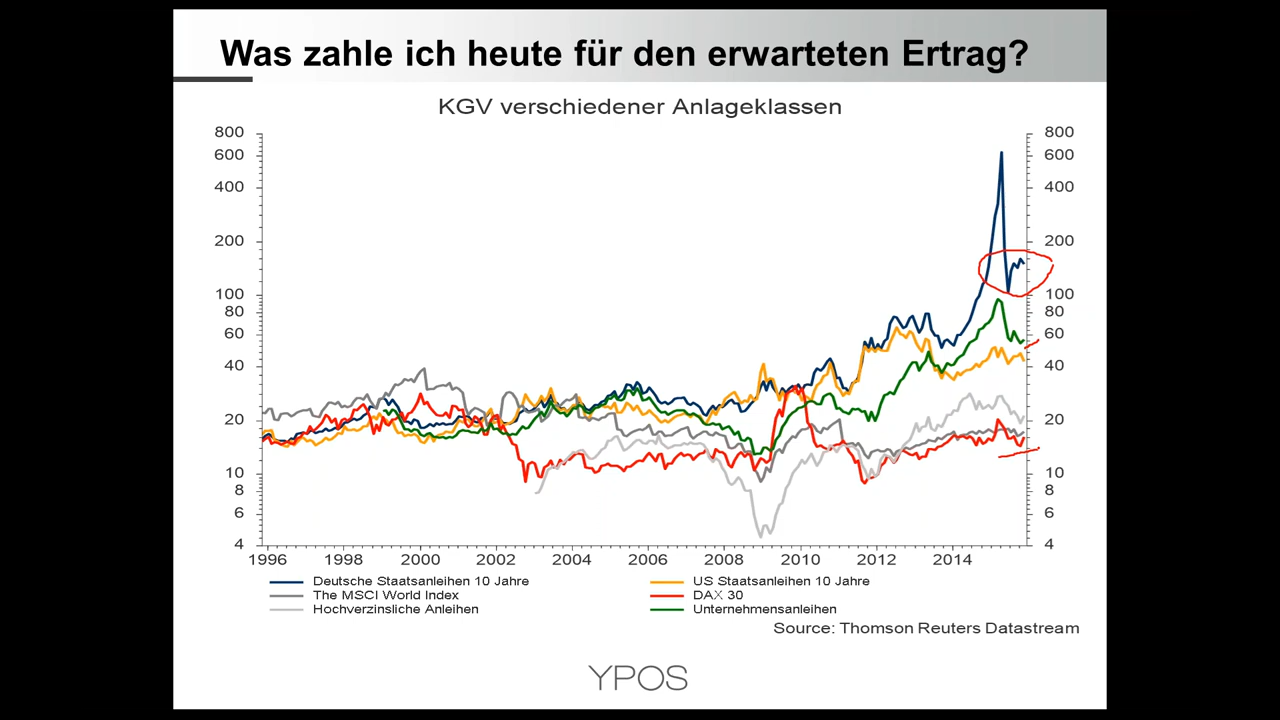 Was zahle ich heute für den erwarteten Ertrag?
KGV verschiedener Anlageklassen
800 800
600 600
400 400
200 200
100 100
80 80
60 60
40 40
20 20
10 10
8 8
6 6
4 4
1996 1998 2000 2002 2004 2006 2008 2010 2012 2014
Deutsche Staatsanleihen 10 Jahre US Staatsanleihen 10 Jahre
The MSCI World Index DAX 30
Hochverzinsliche Anleihen Unternehmensanleihen
Source: Thomson Reuters Datastream
YPOS